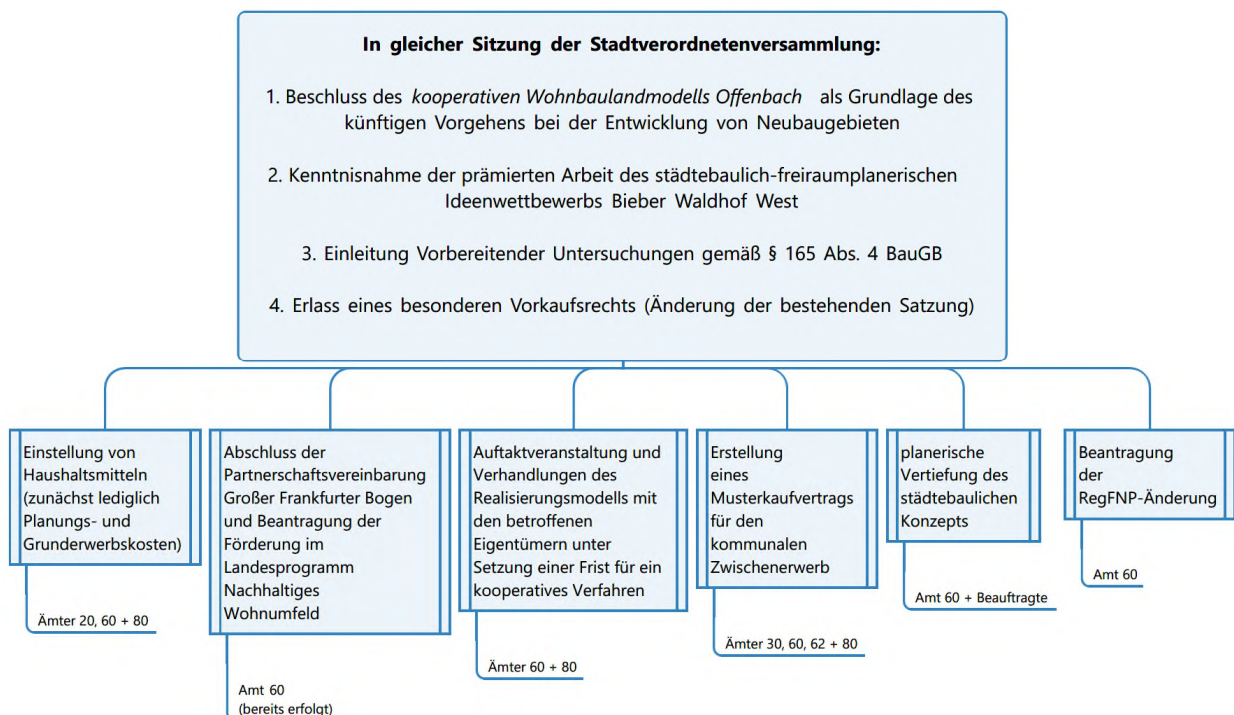 In gleicher Sitzung der Stadtverordnetenversammlung:
1. Beschluss des kooperativen Wohnbaulandmodells Offenbach als Grundlage des
künftigen Vorgehens bei der Entwicklung von Neubaugebieten
2. Kenntnisnahme der prämierten Arbeit des städtebaulich-freiraumplanerischen
Ideenwettbewerbs Bieber Waldhof West
3. Einleitung Vorbereitender Untersuchungen gemäß § 165 Abs. 4 BauGB
4. Erlass eines besonderen Vorkaufsrechts (Änderung der bestehenden Satzung)
Einstellung von
Haushaltsmitteln
(zunächst lediglich
Planungs- und
Grunderwerbskosten)
Ämter 20, 60 + 80
Abschluss der
Partnerschaftsvereinbarung
Großer Frankfurter Bogen
und Beantragung der
Förderung im
Landesprogramm
Nachhaltiges
Wohnumfeld
Amt 60
(bereits erfolgt)
Auftaktveranstaltung und
Verhandlungen des
Realisierungsmodells mit
den betroffenen
Eigentümern unter
Setzung einer Frist für ein
kooperatives Verfahren
Ämter 60 + 80
Erstellung
eines
Musterkaufvertrags
für den
kommunalen
Zwischenerwerb
Ämter 30, 60, 62 + 80
planerische
Vertiefung des
städtebaulichen
Konzepts
Amt 60 + Beauftragte
Beantragung
der
RegFNP-Änderung
Amt 60